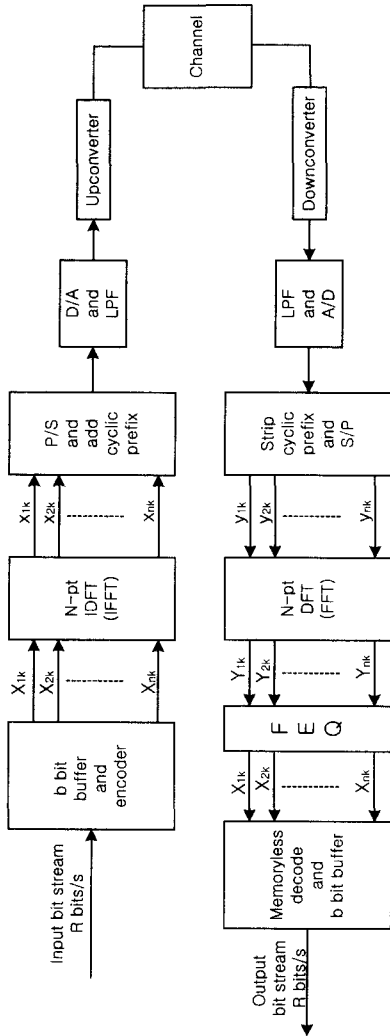 Input bit stream
R bits/s
b bit
buffer
and
encoder
X1k
X2k
Xnk
N-pt
IDFT
(IFFT)
x1k
x2k
xnk
P/S
and
add
cyclic
prefix
D/A
and
LPF
Upconverter
Channel
Downconverter
LPF
and
A/D
Strip
cyclic
prefix
and
S/P
y1k
y2k
ynk
N-pt
DFT
(FFT)
Y1k
Y2k
Ynk
F
E
Q
X1k
X2k
Xnk
Memoryless
decode
and
b bit buffer
Output
bit stream
R bits/s